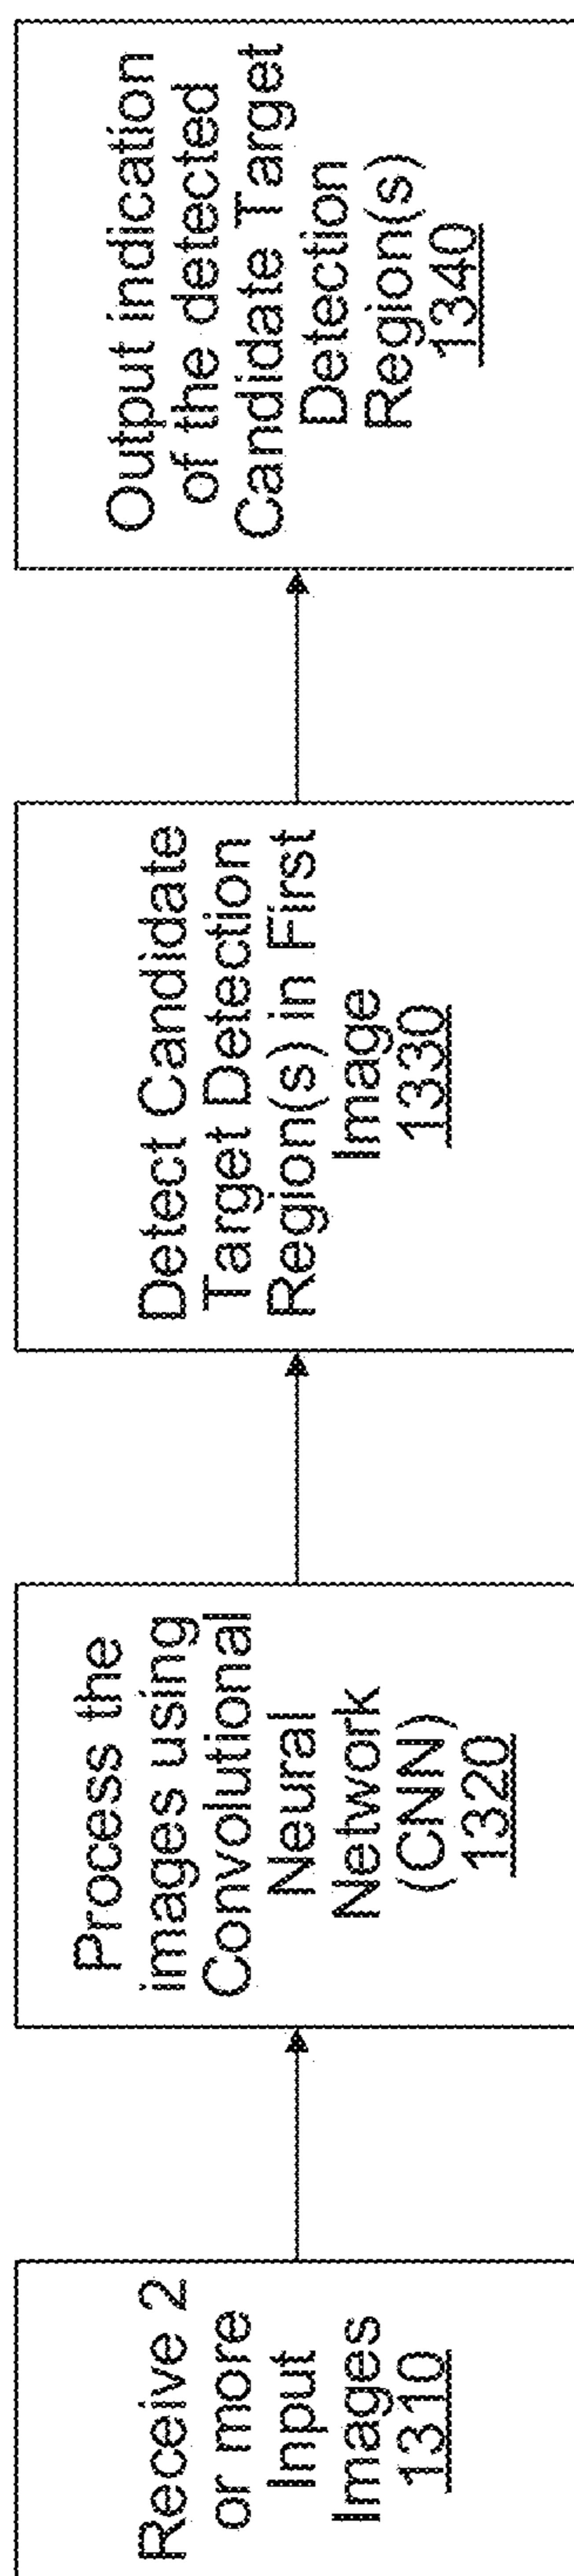 Receive 2
or more
Input
Images
1310
Process the
images using
Convolutional
Neural
Network
(CNN)
1320
Detect Candidate
Target Detection
Region(s) in First
Image
1330
Output indication
of the detected
Candidate Target
Detection
Region(s)
1340